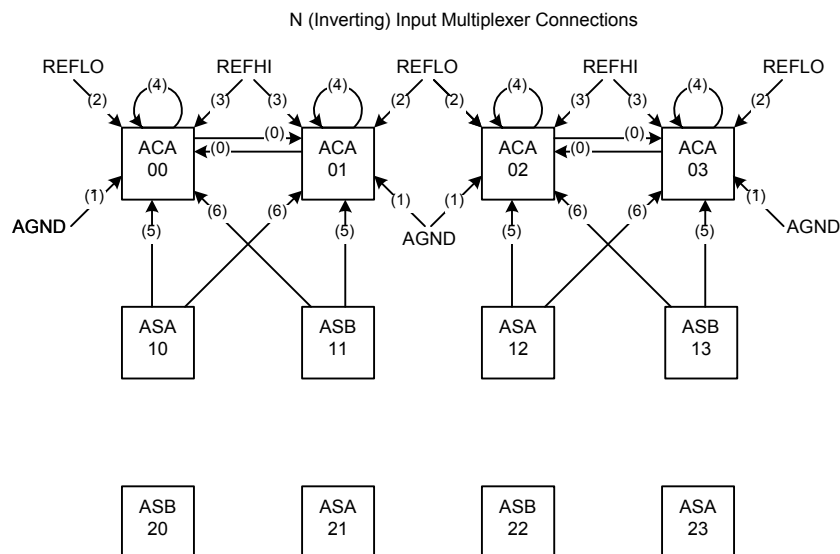 N (Inverting) Input Multiplexer Connections
REFLO REFHI REFLO REFHI REFLO
(4) (4) (4) (4)
(2) (3) (3) (2) (2) (3) (3) (2)
(0) (0)
ACA 00
ACA 01
ACA 02
ACA 03
(0) (0)
(1) (1) (1) (1)
(6) (6) (6) (6)
AGND AGND AGND
(5) (5) (5) (5)
ASA 10
ASB 11
ASA 12
ASB 13
ASB 20
ASA 21
ASB 22
ASA 23